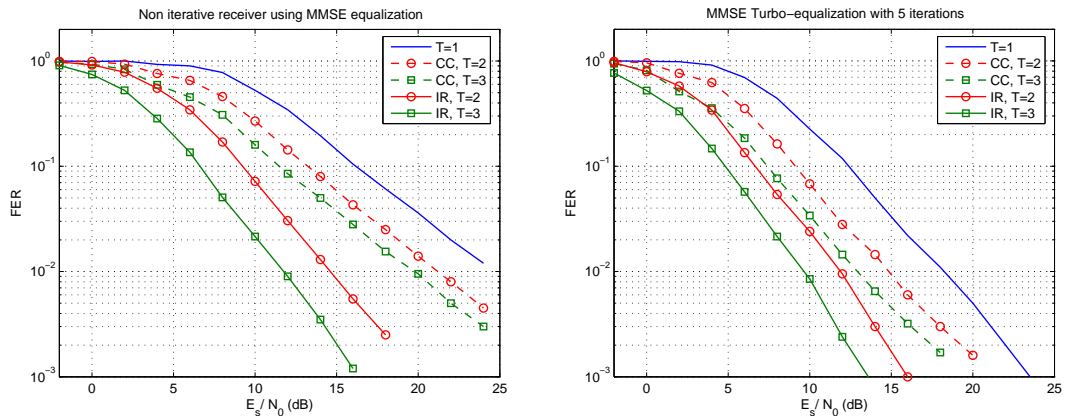 Non iterative receiver using MMSE equalization
10^0
10^-1
10^-2
10^-3
FER
0
5
10
15
20
25
E_s/ N_0 (dB)
T=1
CC, T=2
CC, T=3
IR, T=2
IR, T=3
MMSE Turbo−equalization with 5 iterations
10^0
10^-1
10^-2
10^-3
FER
0
5
10
15
20
25
E_s/ N_0 (dB)
T=1
CC, T=2
CC, T=3
IR, T=2
IR, T=3